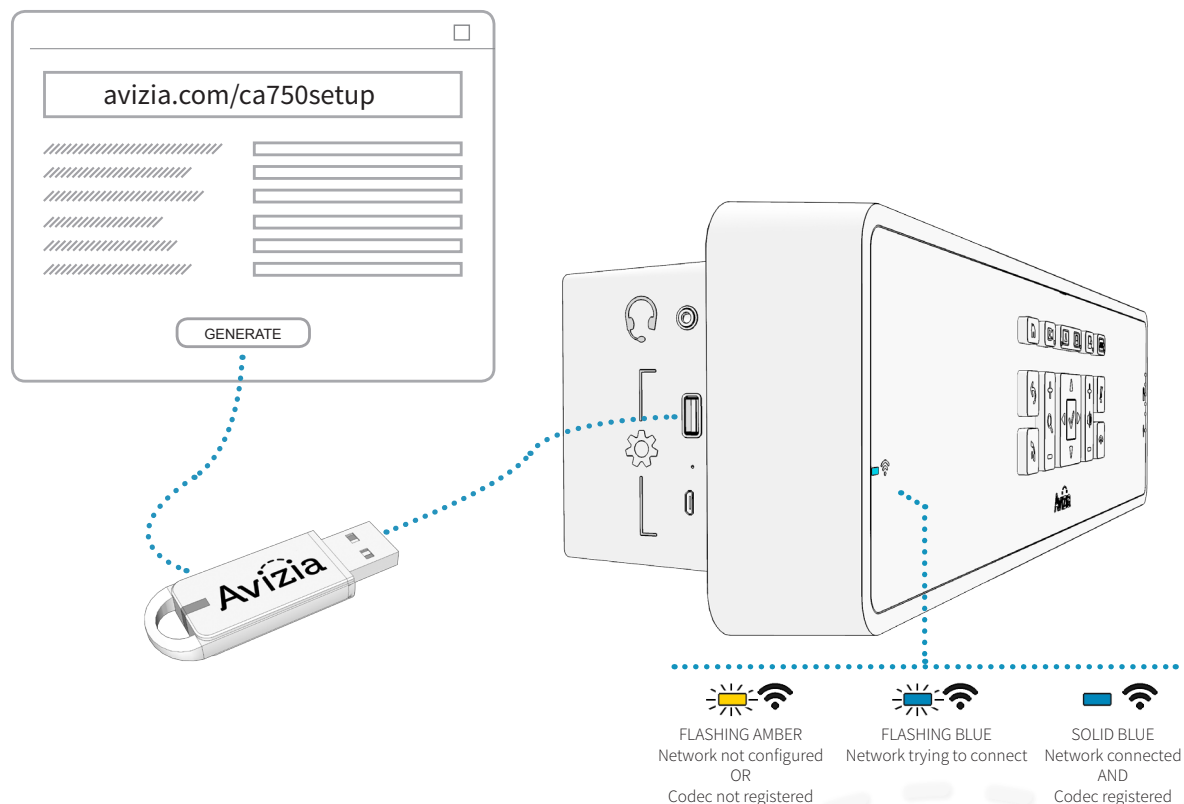 avizia.com/ca750setup
GENERATE
Avizia
Avizia
FLASHING AMBER
Network not configured
OR
Codec not registered
FLASHING BLUE
Network trying to connect
SOLID BLUE
Network connected
AND
Codec registered